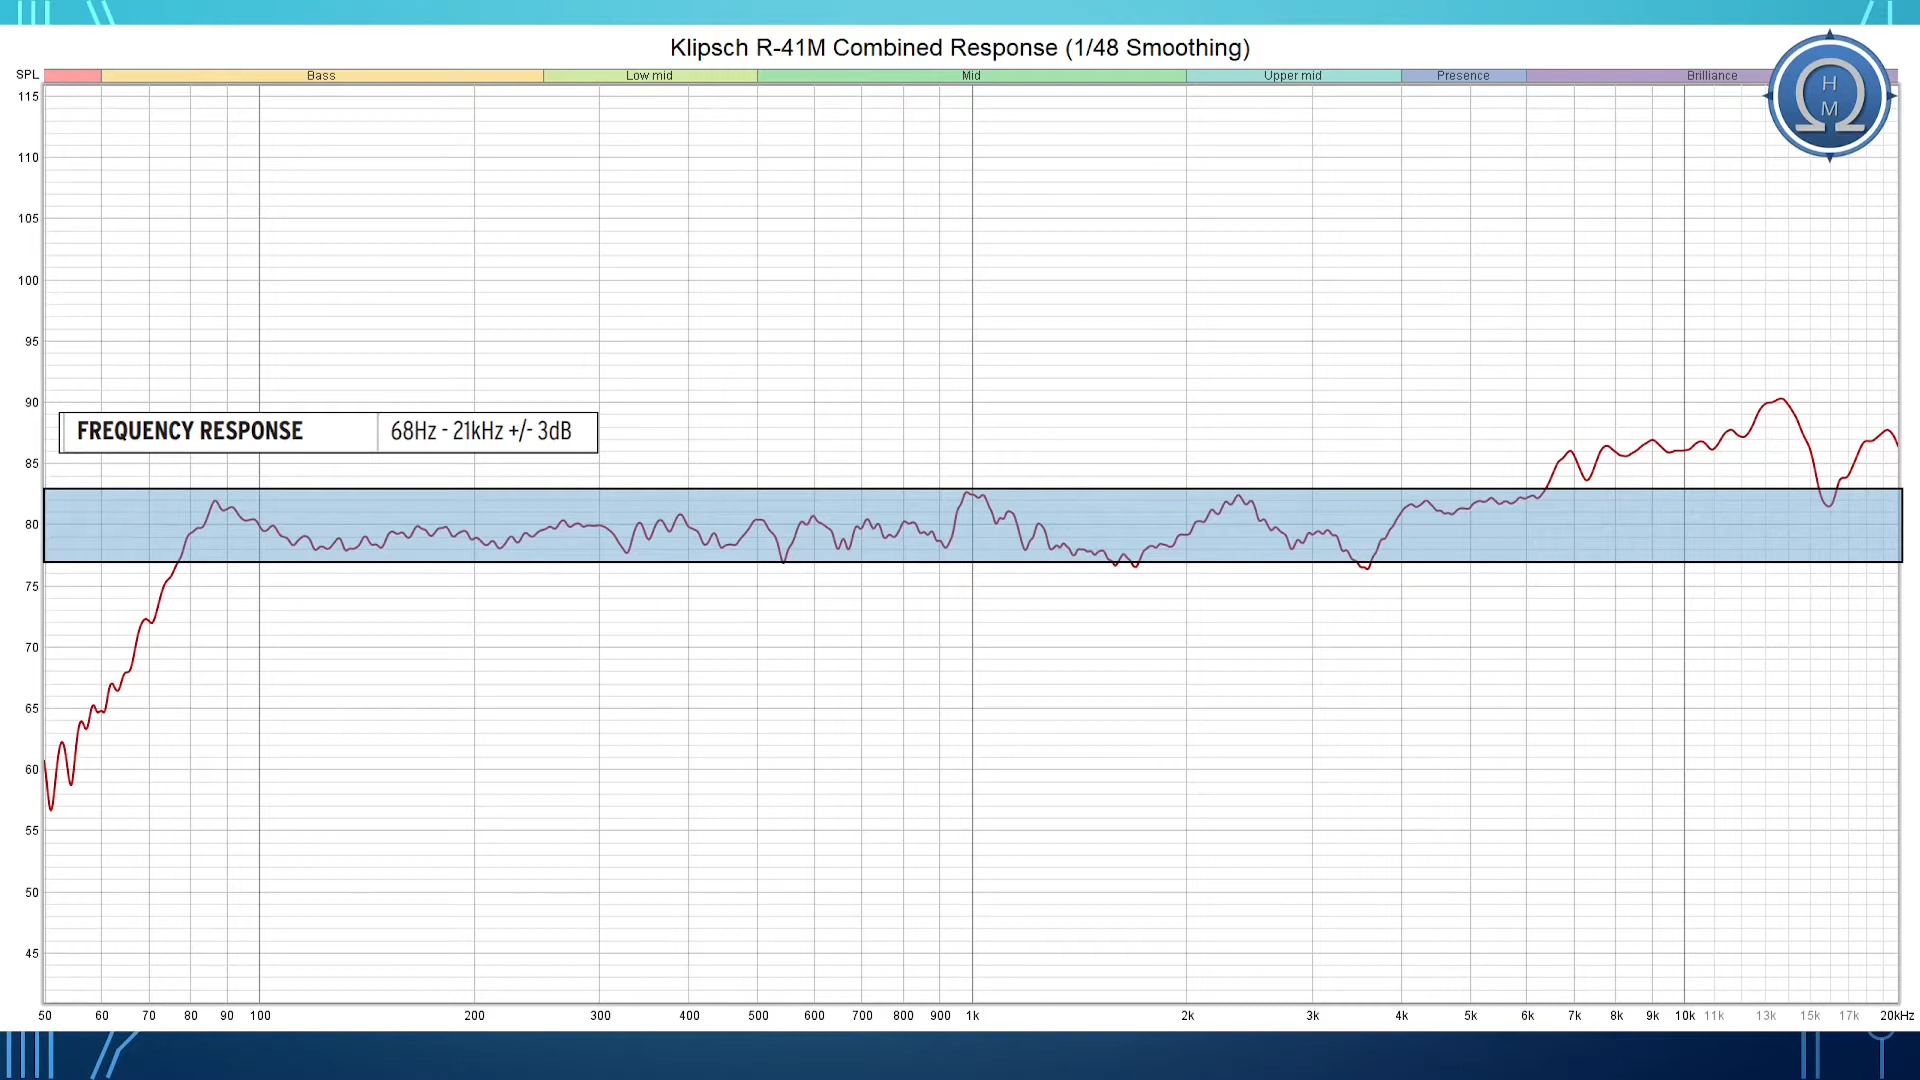 Klipsch R-41M Combined Response (1/48 Smoothing)
SPL Bass Low mid Mid Upper mid Presence Brilliance
H
M
115
110
105
100
95
90
FREQUENCY RESPONSE 68Hz - 21kHz +/- 3dB
85
80
75
70
65
60
55
50
45
50 60 70 80 90 100 200 300 400 500 600 700 800 900 1k 2k 3k 4k 5k 6k 7k 8k 9k 10k 11k 13k 15k 17k 20kHz